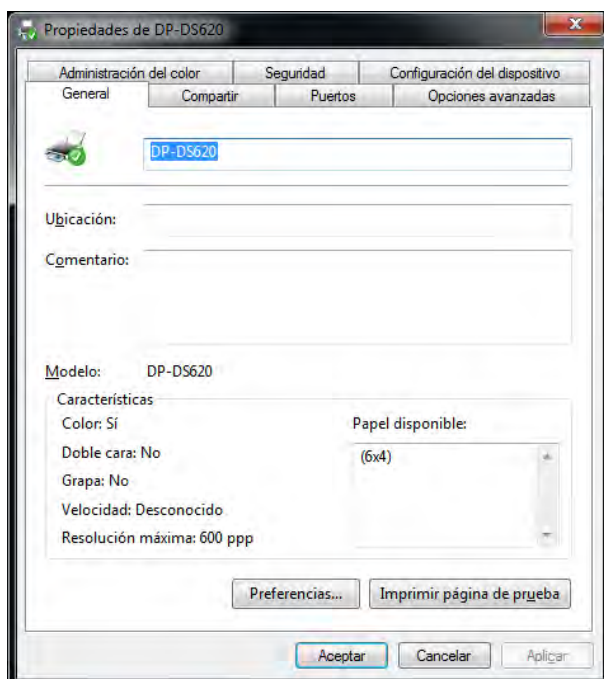 Propiedades de DP-DS620
Administración del color Seguridad Configuración del dispositivo
General Compartir Puertos Opciones avanzadas
DP-DS620
Ubicación:
Comentario:
Modelo: DP-DS620
Características
Color: Sí Papel disponible:
Doble cara: No (6x4)
Grapa: No
Velocidad: Desconocido
Resolución máxima: 600 ppp
Preferencias... Imprimir página de prueba
Aceptar Cancelar Aplicar